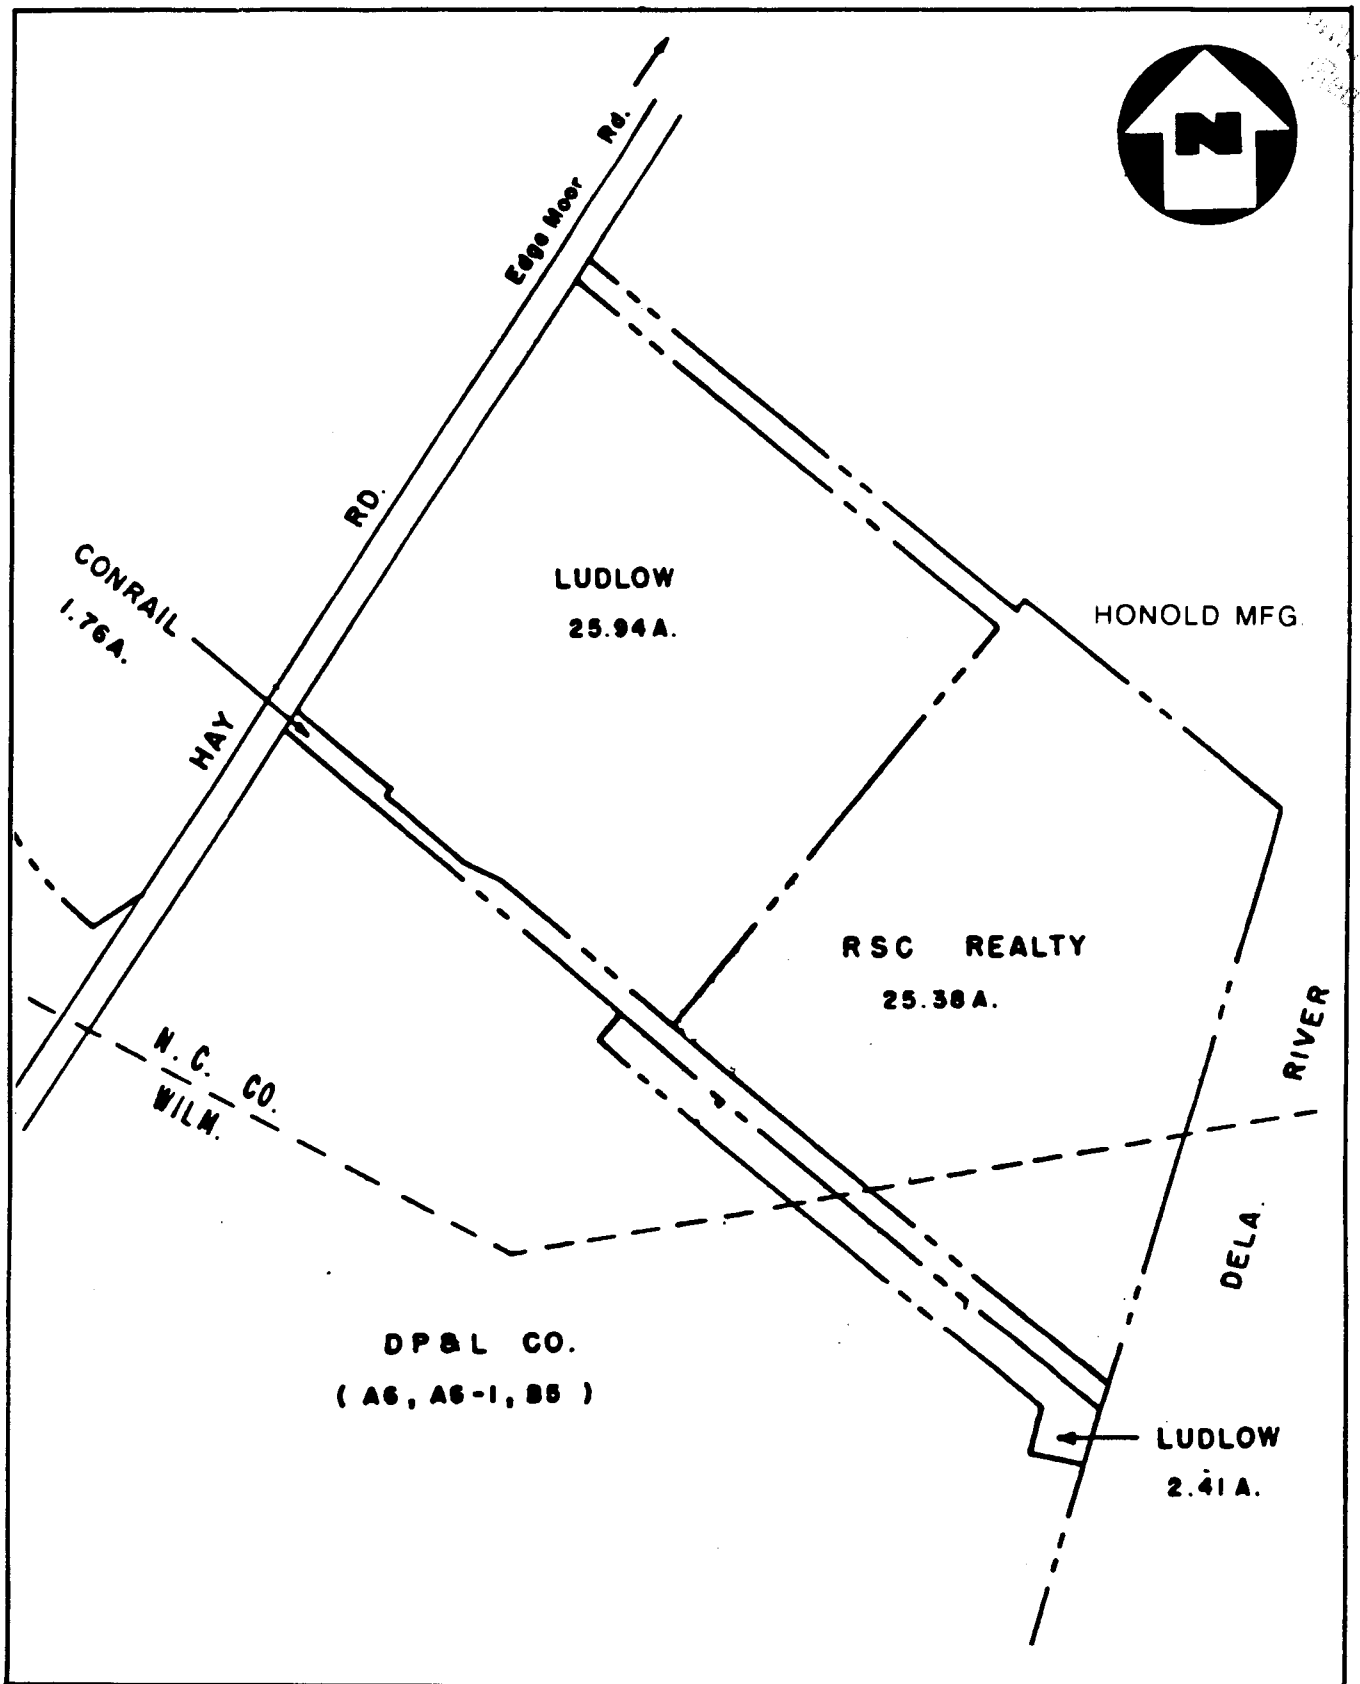 N
Edge Moor Rd.
HAY RD.
CONRAIL
1.76A.
LUDLOW
25.94A.
HONOLD MFG.
RSC REALTY
25.38A.
DELA. RIVER
N. C. CO.
WILM.
DP&L CO.
( A6, A6-1, B5 )
LUDLOW
2.41A.